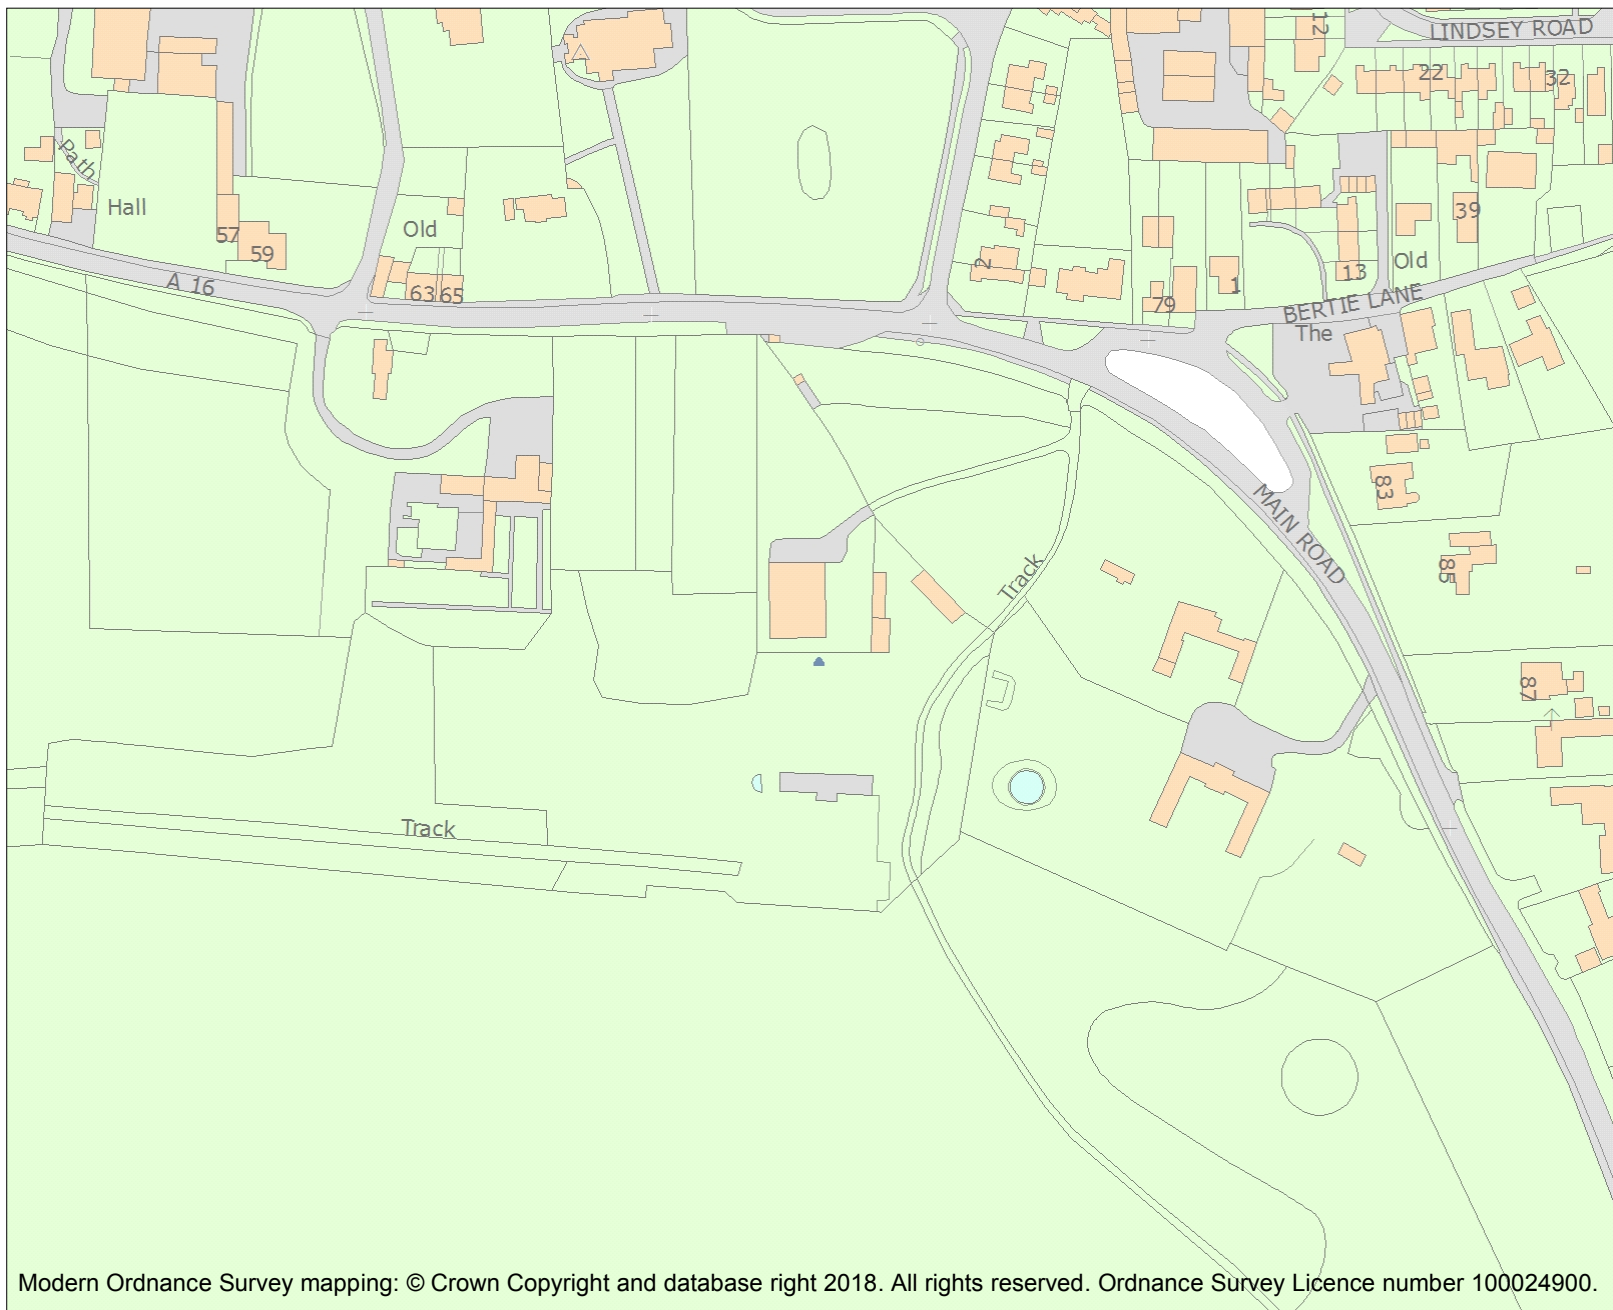 12
LINDSEY ROAD
22
32
Path
Hall
57
59
Old
63
65
A 16
2
79
1
13
Old
39
BERTIE LANE
The
83
MAIN ROAD
85
Track
87
Track
Modern Ordnance Survey mapping: © Crown Copyright and database right 2018. All rights reserved. Ordnance Survey Licence number 100024900.